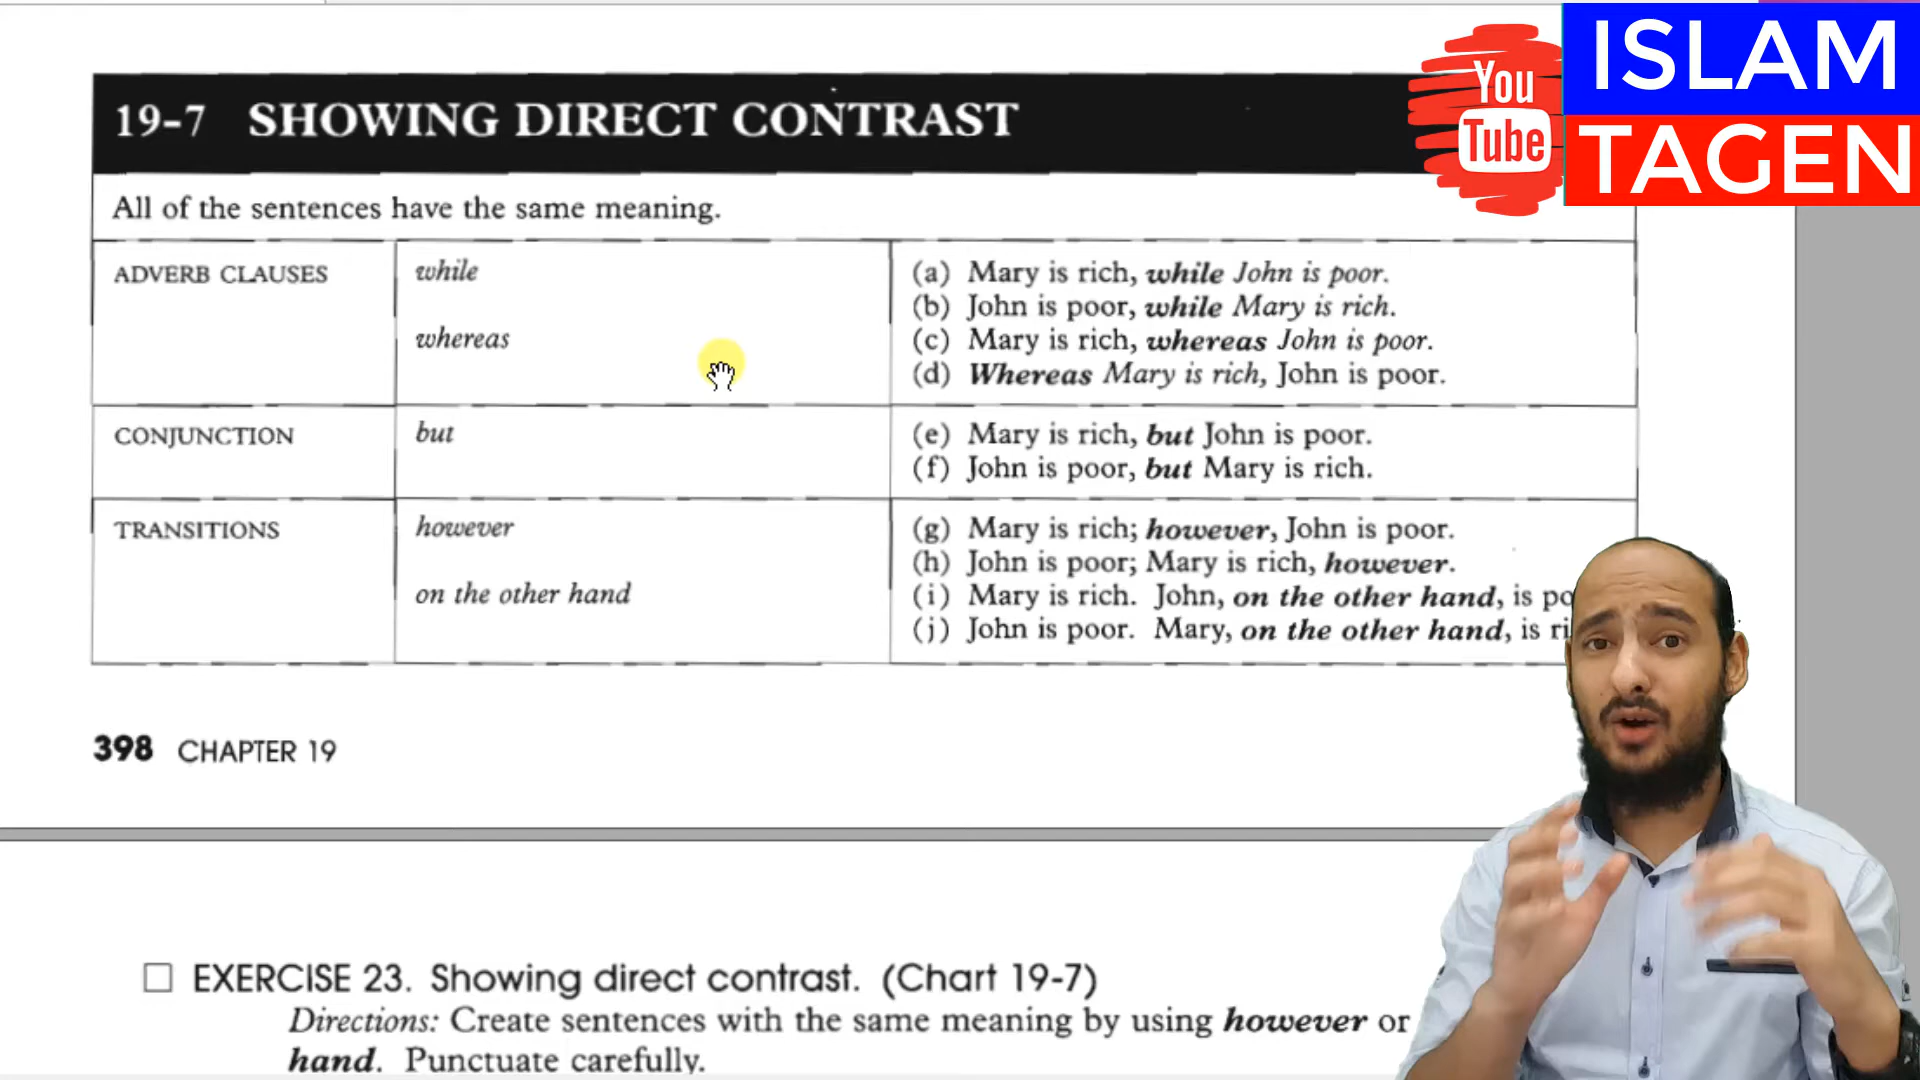 You
Tube
ISLAM
TAGEN
19-7 SHOWING DIRECT CONTRAST
All of the sentences have the same meaning.
ADVERB CLAUSES
while
whereas
(a) Mary is rich, while John is poor.
(b) John is poor, while Mary is rich.
(c) Mary is rich, whereas John is poor.
(d) Whereas Mary is rich, John is poor.
CONJUNCTION
but
(e) Mary is rich, but John is poor.
(f) John is poor, but Mary is rich.
TRANSITIONS
however
on the other hand
(g) Mary is rich; however, John is poor.
(h) John is poor; Mary is rich, however.
(i) Mary is rich. John, on the other hand, is po
(j) John is poor. Mary, on the other hand, is ri
398 CHAPTER 19
EXERCISE 23. Showing direct contrast. (Chart 19-7)
Directions: Create sentences with the same meaning by using however or
hand. Punctuate carefully.